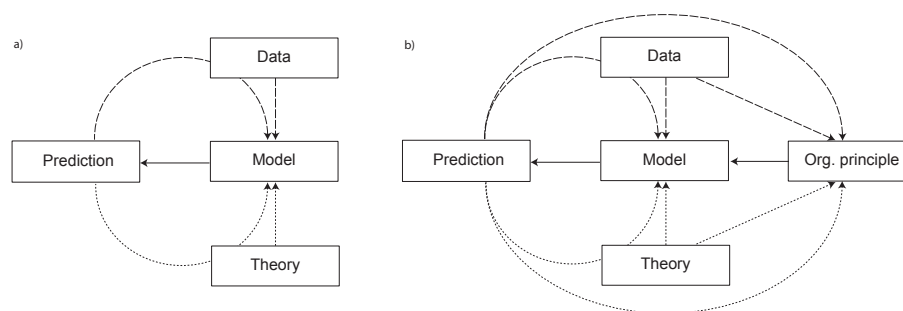 a)
Data
Prediction
Model
Theory
b)
Data
Prediction
Model
Org. principle
Theory